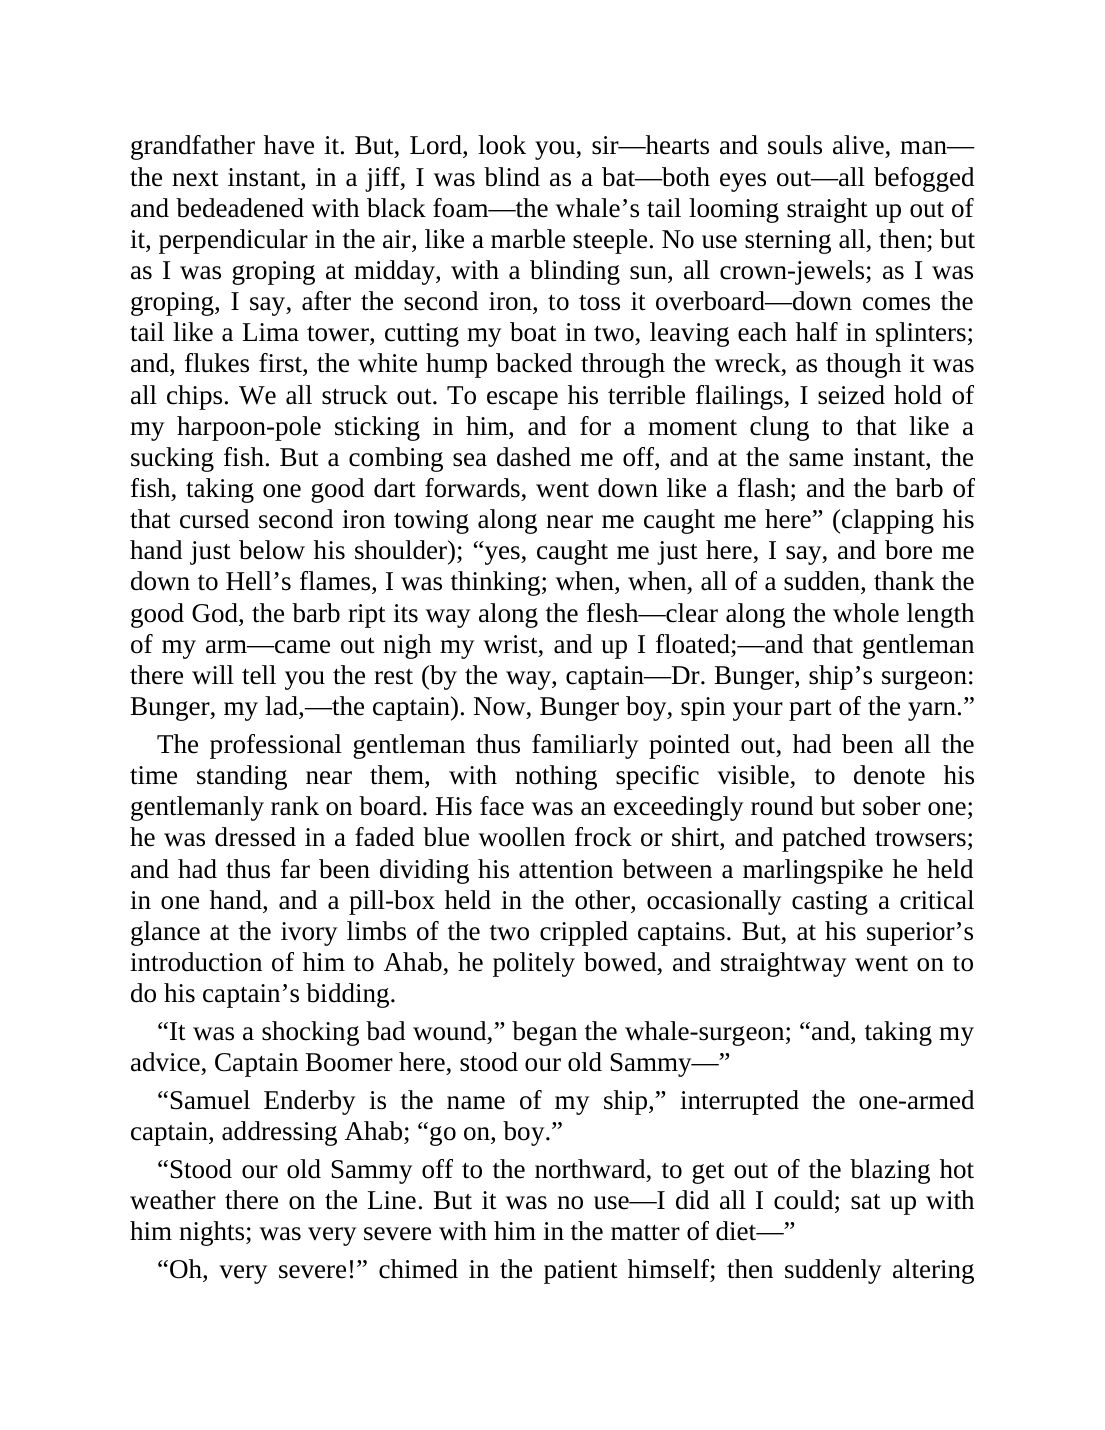 grandfather have it. But, Lord, look you, sir—hearts and souls alive, man—
the next instant, in a jiff, I was blind as a bat—both eyes out—all befogged
and bedeadened with black foam—the whale’s tail looming straight up out of
it, perpendicular in the air, like a marble steeple. No use sterning all, then; but
as I was groping at midday, with a blinding sun, all crown-jewels; as I was
groping, I say, after the second iron, to toss it overboard—down comes the
tail like a Lima tower, cutting my boat in two, leaving each half in splinters;
and, flukes first, the white hump backed through the wreck, as though it was
all chips. We all struck out. To escape his terrible flailings, I seized hold of
my harpoon-pole sticking in him, and for a moment clung to that like a
sucking fish. But a combing sea dashed me off, and at the same instant, the
fish, taking one good dart forwards, went down like a flash; and the barb of
that cursed second iron towing along near me caught me here” (clapping his
hand just below his shoulder); “yes, caught me just here, I say, and bore me
down to Hell’s flames, I was thinking; when, when, all of a sudden, thank the
good God, the barb ript its way along the flesh—clear along the whole length
of my arm—came out nigh my wrist, and up I floated;—and that gentleman
there will tell you the rest (by the way, captain—Dr. Bunger, ship’s surgeon:
Bunger, my lad,—the captain). Now, Bunger boy, spin your part of the yarn.”
The professional gentleman thus familiarly pointed out, had been all the
time standing near them, with nothing specific visible, to denote his
gentlemanly rank on board. His face was an exceedingly round but sober one;
he was dressed in a faded blue woollen frock or shirt, and patched trowsers;
and had thus far been dividing his attention between a marlingspike he held
in one hand, and a pill-box held in the other, occasionally casting a critical
glance at the ivory limbs of the two crippled captains. But, at his superior’s
introduction of him to Ahab, he politely bowed, and straightway went on to
do his captain’s bidding.
“It was a shocking bad wound,” began the whale-surgeon; “and, taking my
advice, Captain Boomer here, stood our old Sammy—”
“Samuel Enderby is the name of my ship,” interrupted the one-armed
captain, addressing Ahab; “go on, boy.”
“Stood our old Sammy off to the northward, to get out of the blazing hot
weather there on the Line. But it was no use—I did all I could; sat up with
him nights; was very severe with him in the matter of diet—”
“Oh, very severe!” chimed in the patient himself; then suddenly altering